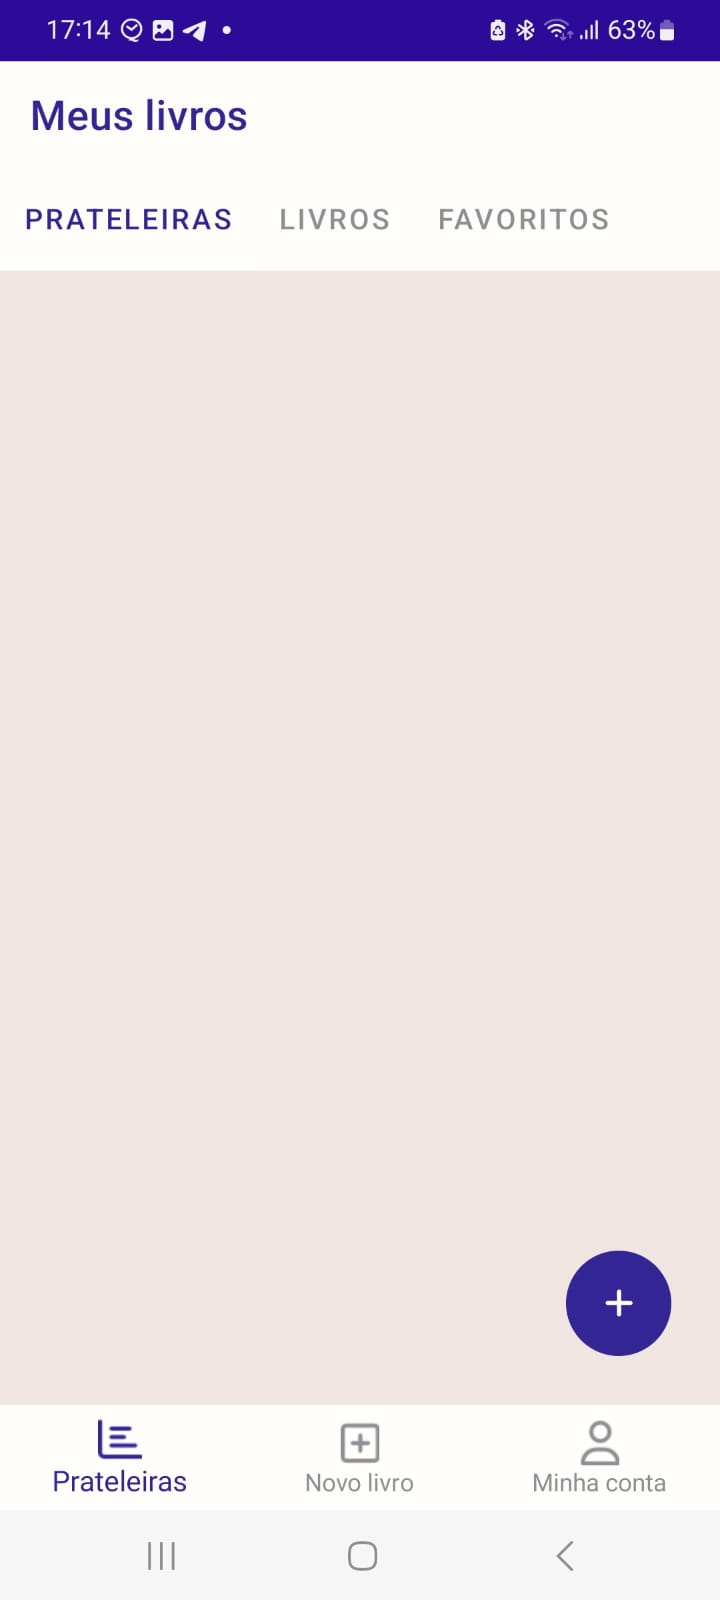 17:14 63%
Meus livros
PRATELEIRAS LIVROS FAVORITOS
Prateleiras Novo livro Minha conta